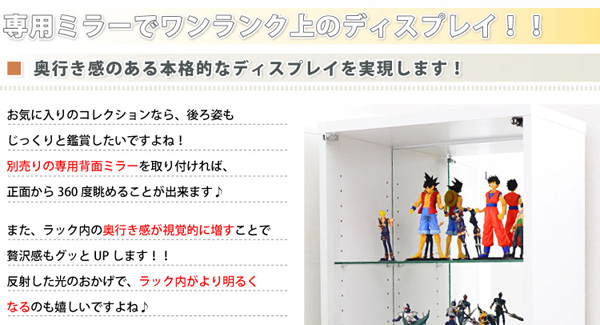 専用ミラーでワンランク上のディスプレイ！！
奥行き感のある本格的なディスプレイを実現します！
お気に入りのコレクションなら、後ろ姿も
じっくりと鑑賞したいですよね！
別売りの専用背面ミラーを取り付ければ、
正面から360度眺めることが出来ます♪
また、ラック内の奥行き感が視覚的に増すことで
贅沢感もグッとUPします！！
反射した光のおかげで、ラック内がより明るく
なるのも嬉しいですよね♪